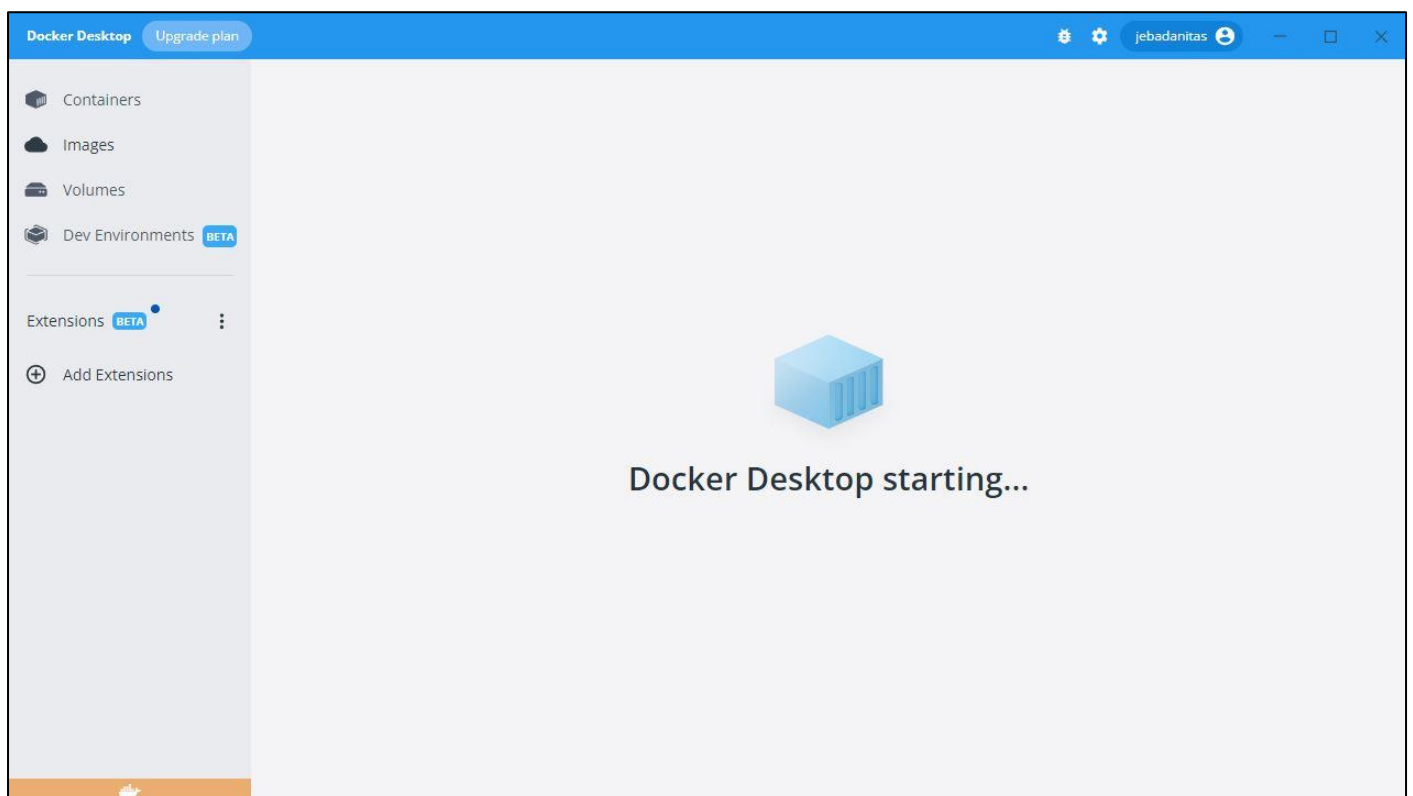 Docker Desktop Upgrade plan jebadanitas
Containers
Images
Volumes
Dev Environments BETA
Extensions BETA
Add Extensions
Docker Desktop starting...